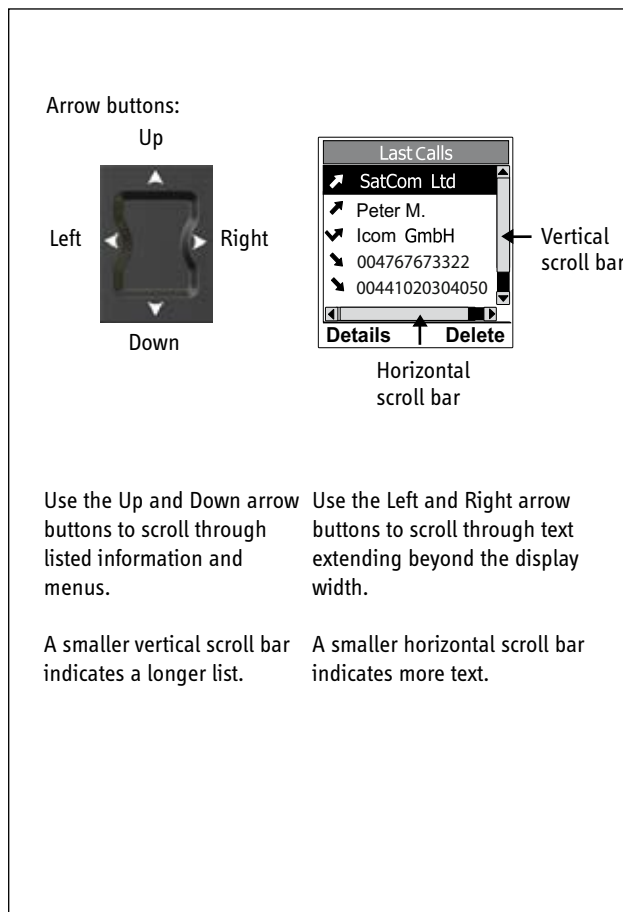 Arrow buttons:
Up
Left
Right
Down
Last Calls
SatCom Ltd
Peter M.
Icom GmbH
004767673322
00441020304050
Details Delete
Vertical
scroll bar
Horizontal
scroll bar
Use the Up and Down arrow
buttons to scroll through
listed information and
menus.
A smaller vertical scroll bar
indicates a longer list.
Use the Left and Right arrow
buttons to scroll through text
extending beyond the display
width.
A smaller horizontal scroll bar
indicates more text.